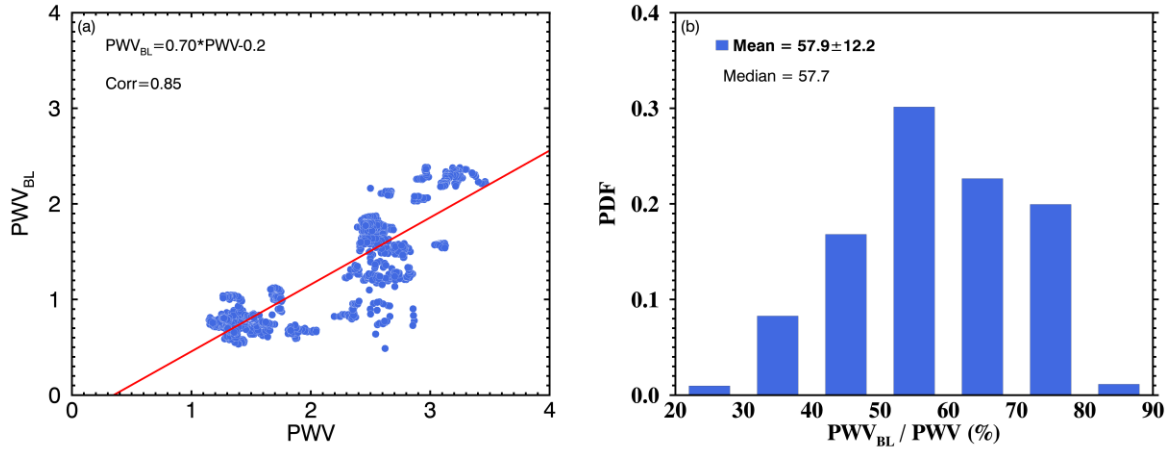 (a)
PWV_BL=0.70*PWV-0.2
Corr=0.85
4
3
2
1
0
PWV_BL
0 1 2 3 4
PWV
(b)
Mean = 57.9±12.2
Median = 57.7
0.4
0.3
0.2
0.1
0.0
PDF
20 30 40 50 60 70 80 90
PWV_BL / PWV (%)